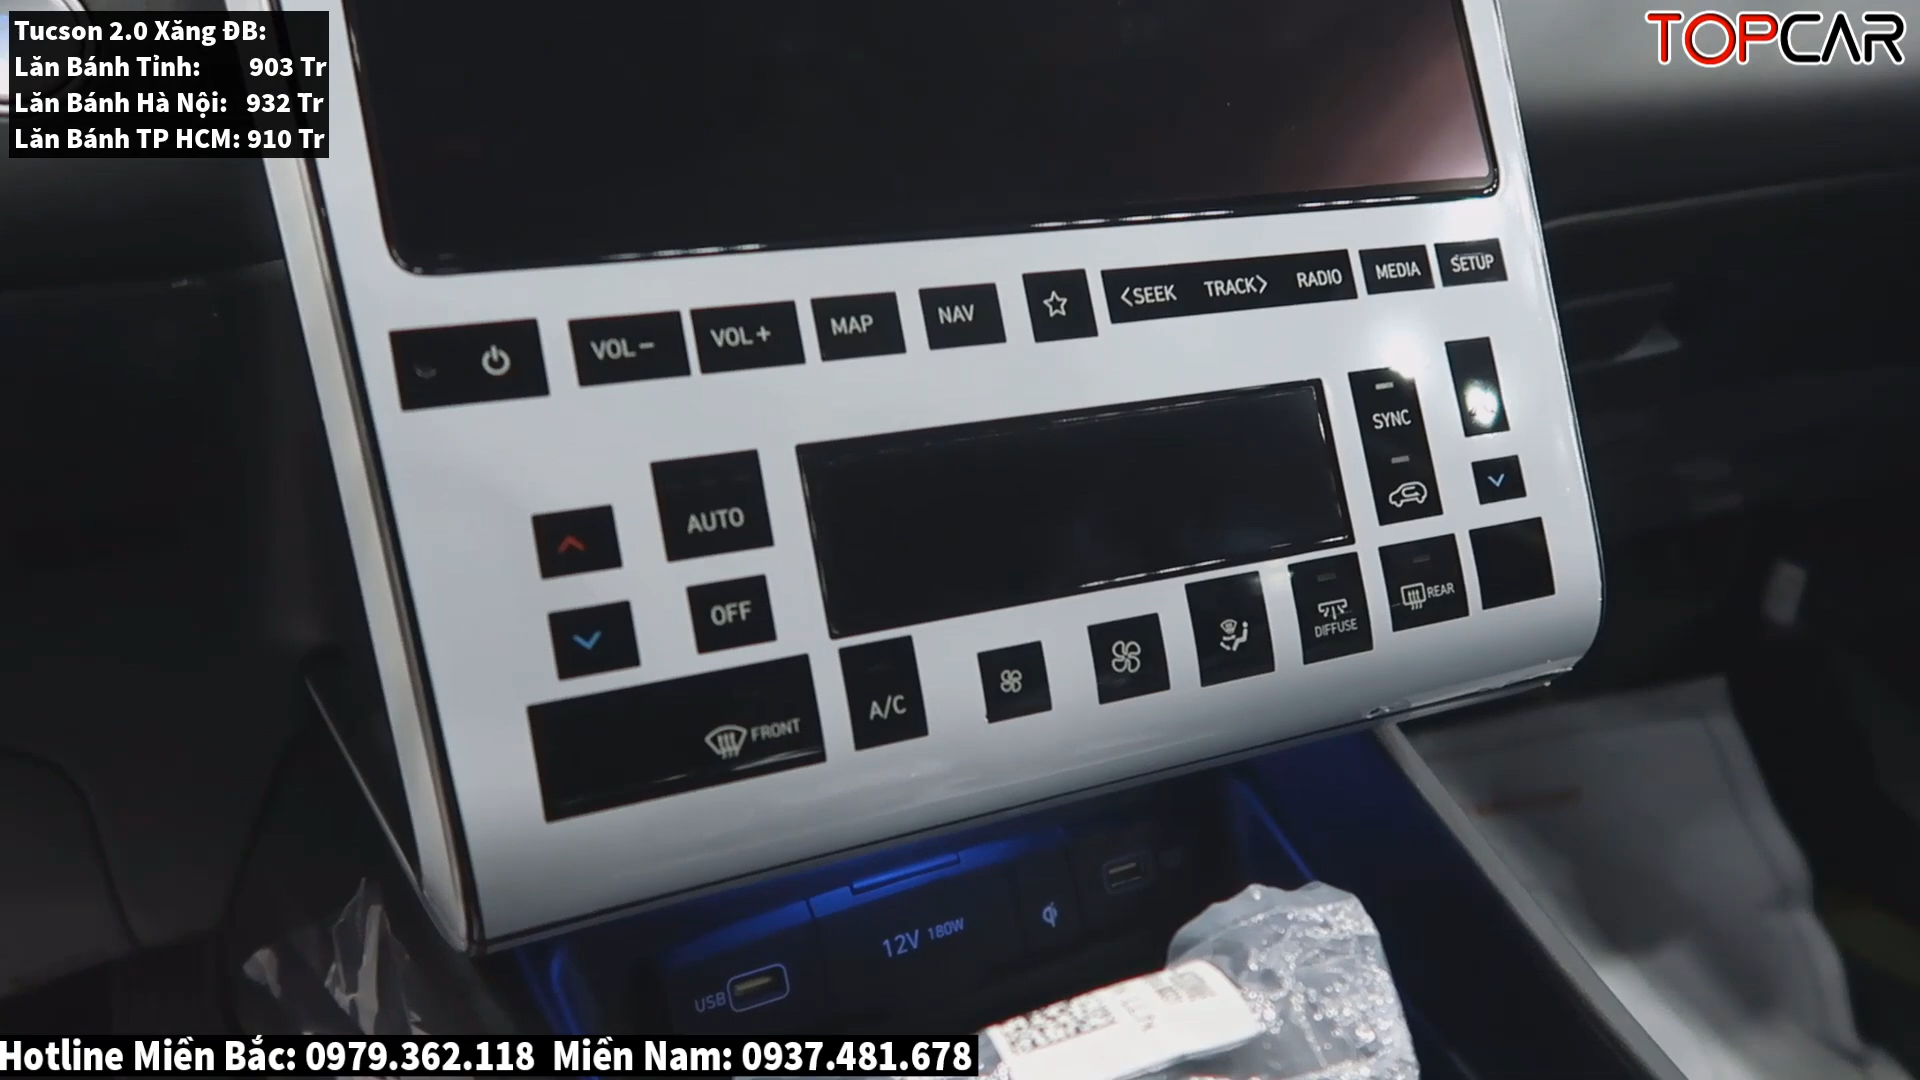 Tucson 2.0 Xăng ĐB:
Lăn Bánh Tỉnh: 903 Tr
Lăn Bánh Hà Nội: 932 Tr
Lăn Bánh TP HCM: 910 Tr
TOPCAR
VOL− VOL+ MAP NAV <SEEK TRACK> RADIO MEDIA SETUP
SYNC
AUTO
OFF
FRONT A/C DIFFUSE REAR
USB 12V 180W
Hotline Miền Bắc: 0979.362.118 Miền Nam: 0937.481.678